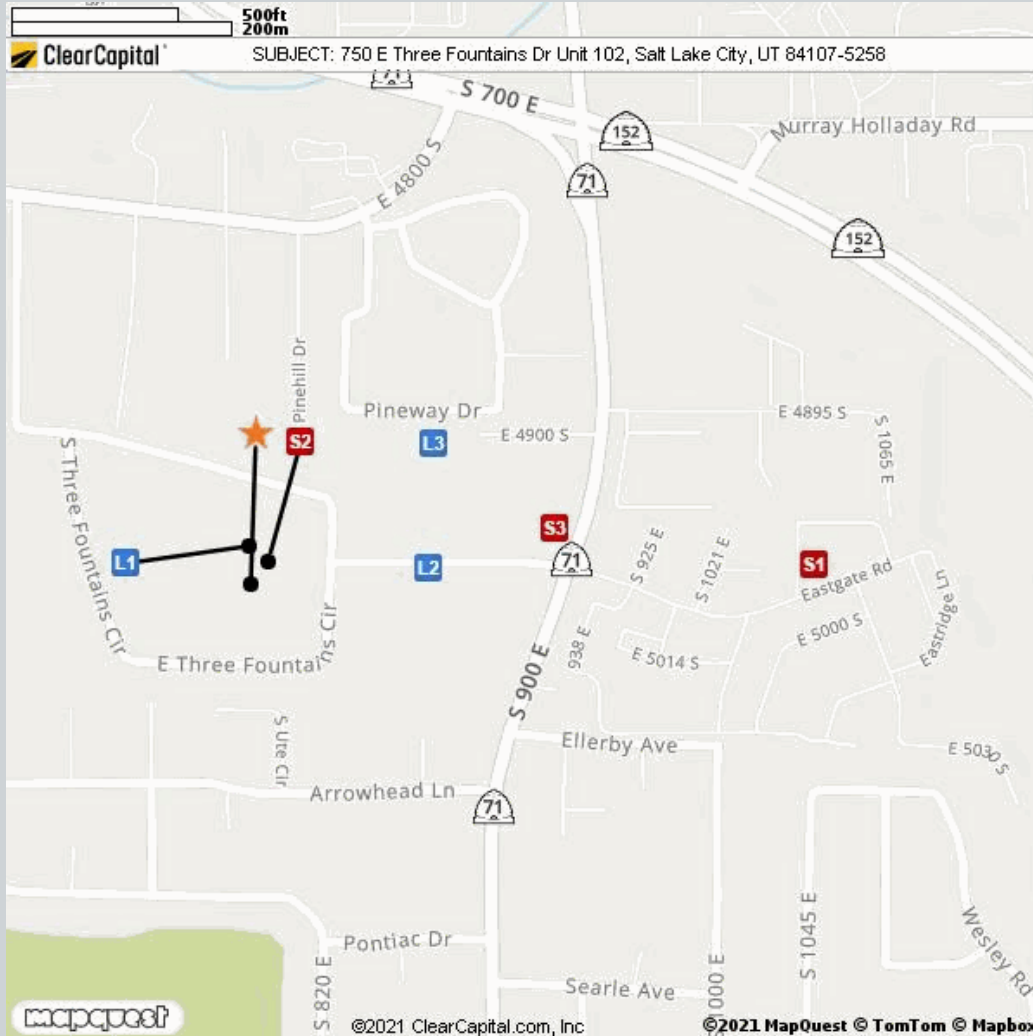 500ft
200m
ClearCapital
SUBJECT: 750 E Three Fountains Dr Unit 102, Salt Lake City, UT 84107-5258
71
S 700 E
152
Murray Holladay Rd
E 4800 S
71
152
Pinehill Dr
Pineway Dr
E 4895 S
S2
L3
E 4900 S
S 1065 E
S Three Fountains Cir
S3
L1
L2
71
S 925 E
S 1021 E
S1
Eastgate Rd
Eastridge Ln
E 5000 S
938 E
E 5014 S
E Three Fountains Cir
S 900 E
S Ute Cir
Ellerby Ave
E 5030 S
Arrowhead Ln
71
S 1045 E
Wesley Rd
Pontiac Dr
S 820 E
Searle Ave
S 1000 E
mapquest
©2021 ClearCapital.com, Inc
©2021 MapQuest © TomTom © Mapbo